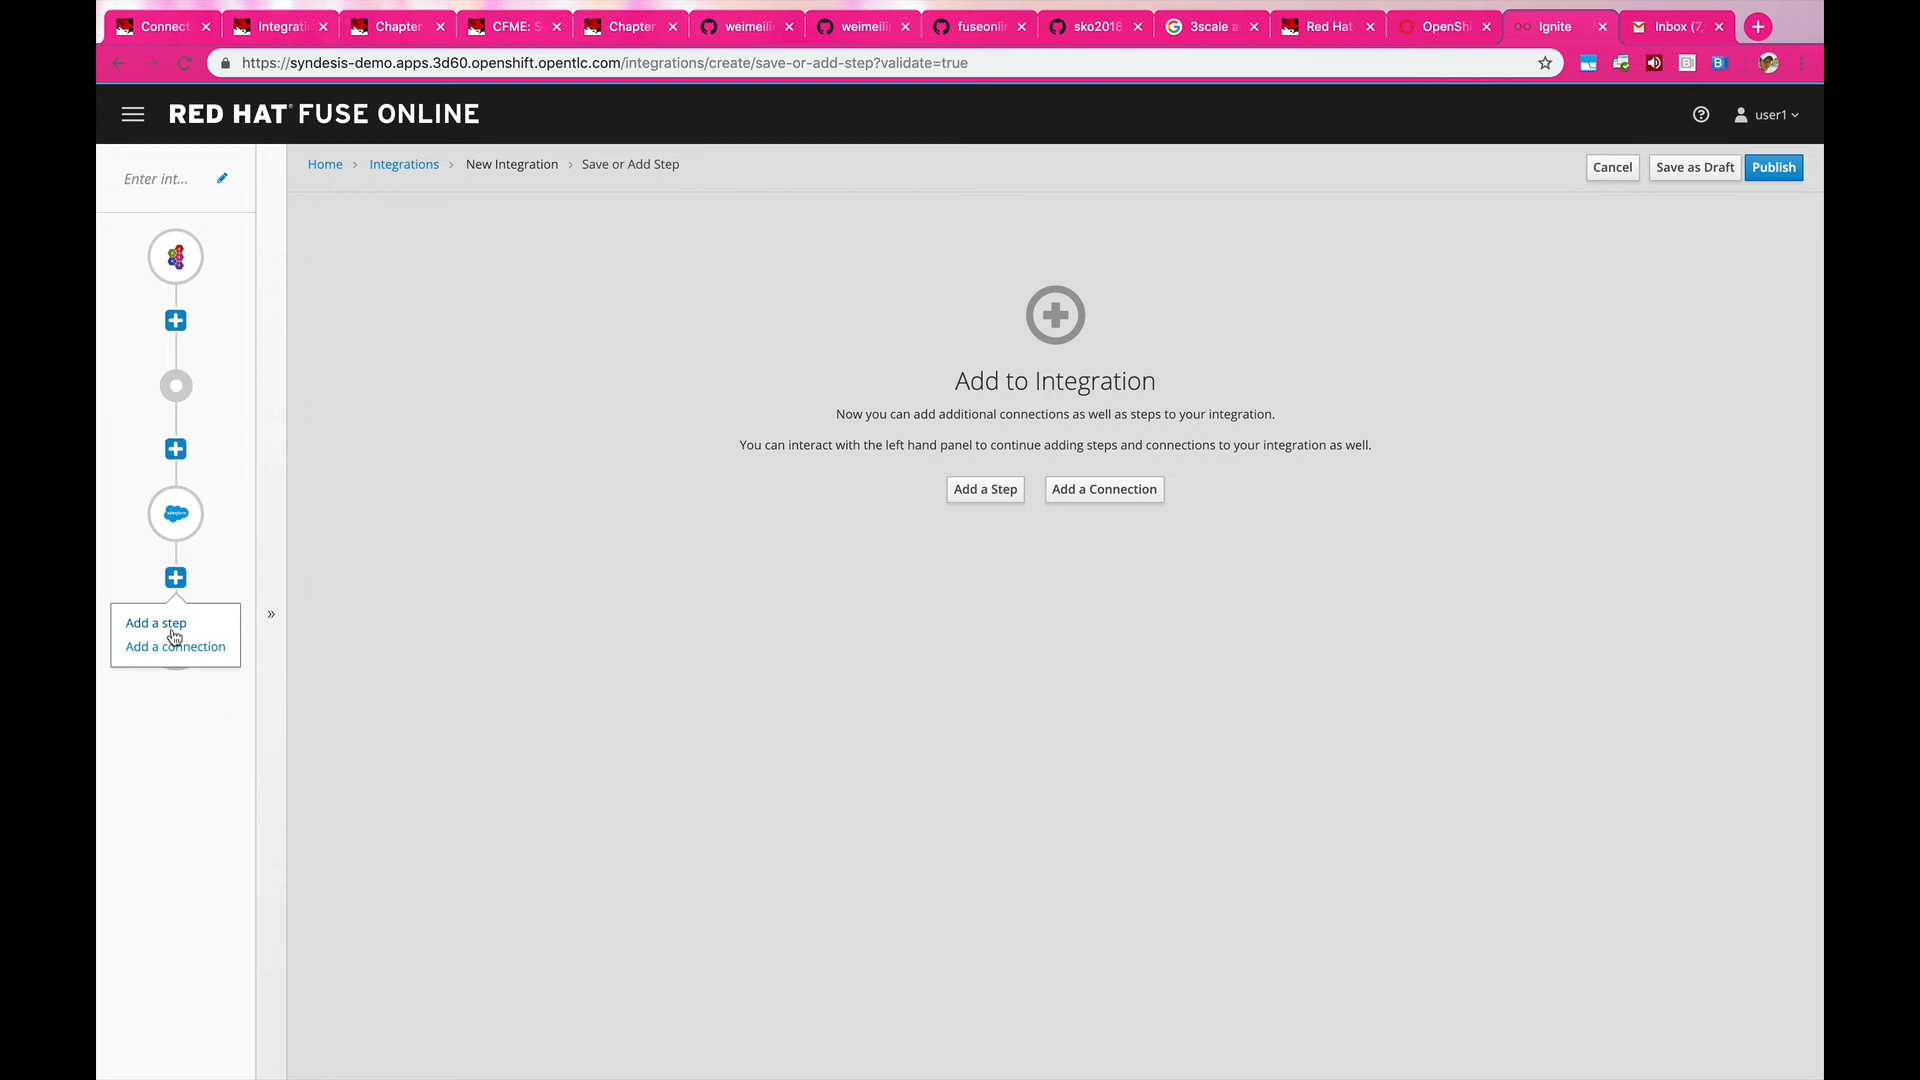 Connect
Integrati
Chapter
CFME: S
Chapter
weimeili
weimeili
fuseonli
sko2018
3scale a
Red Hat
OpenShi
Ignite
Inbox (7,
https://syndesis-demo.apps.3d60.openshift.opentlc.com/integrations/create/save-or-add-step?validate=true
RED HAT® FUSE ONLINE
user1
Enter int...
Home > Integrations > New Integration > Save or Add Step
Cancel
Save as Draft
Publish
Add to Integration
Now you can add additional connections as well as steps to your integration.
You can interact with the left hand panel to continue adding steps and connections to your integration as well.
Add a Step
Add a Connection
salesforce
Add a step
Add a connection
»